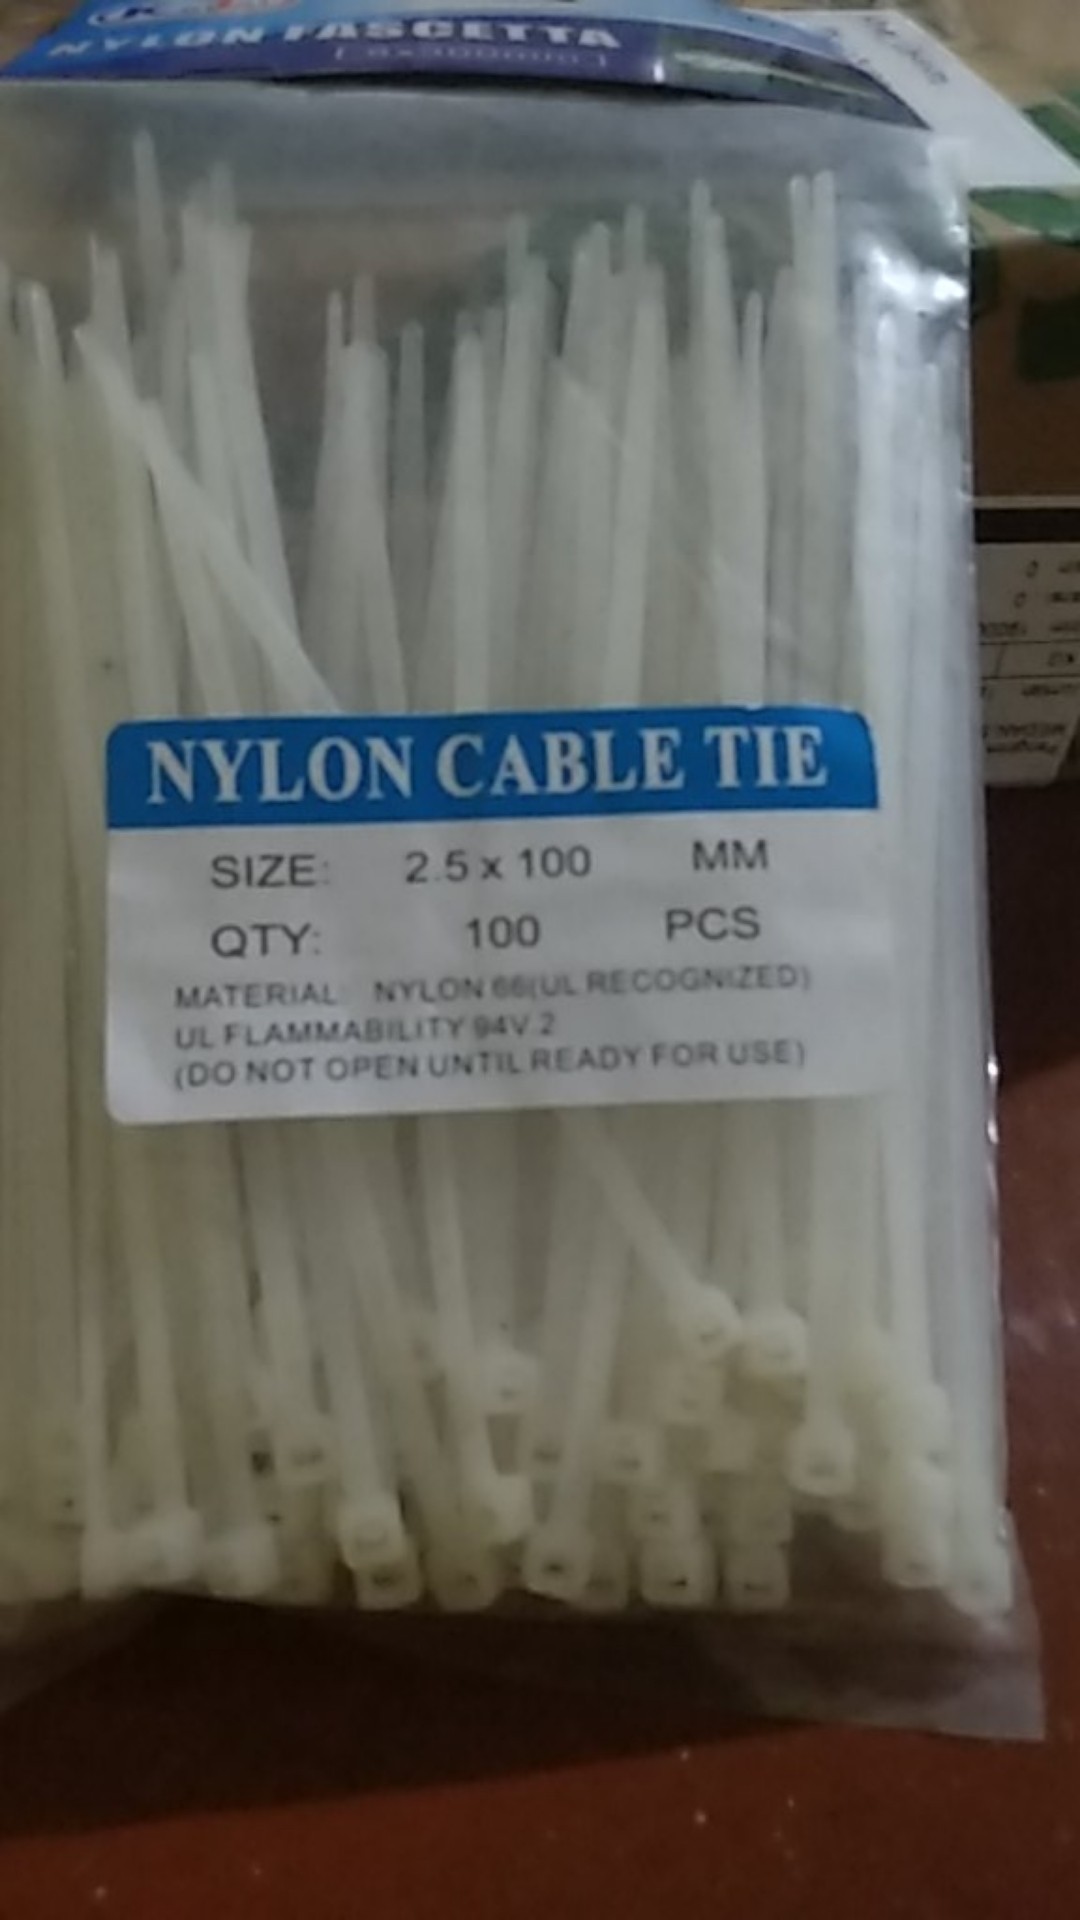 NYLON FASCETTA
NYLON CABLE TIE
SIZE: 2.5 x 100 MM
QTY: 100 PCS
MATERIAL NYLON 66(UL RECOGNIZED)
UL FLAMMABILITY 94V.2
(DO NOT OPEN UNTIL READY FOR USE)